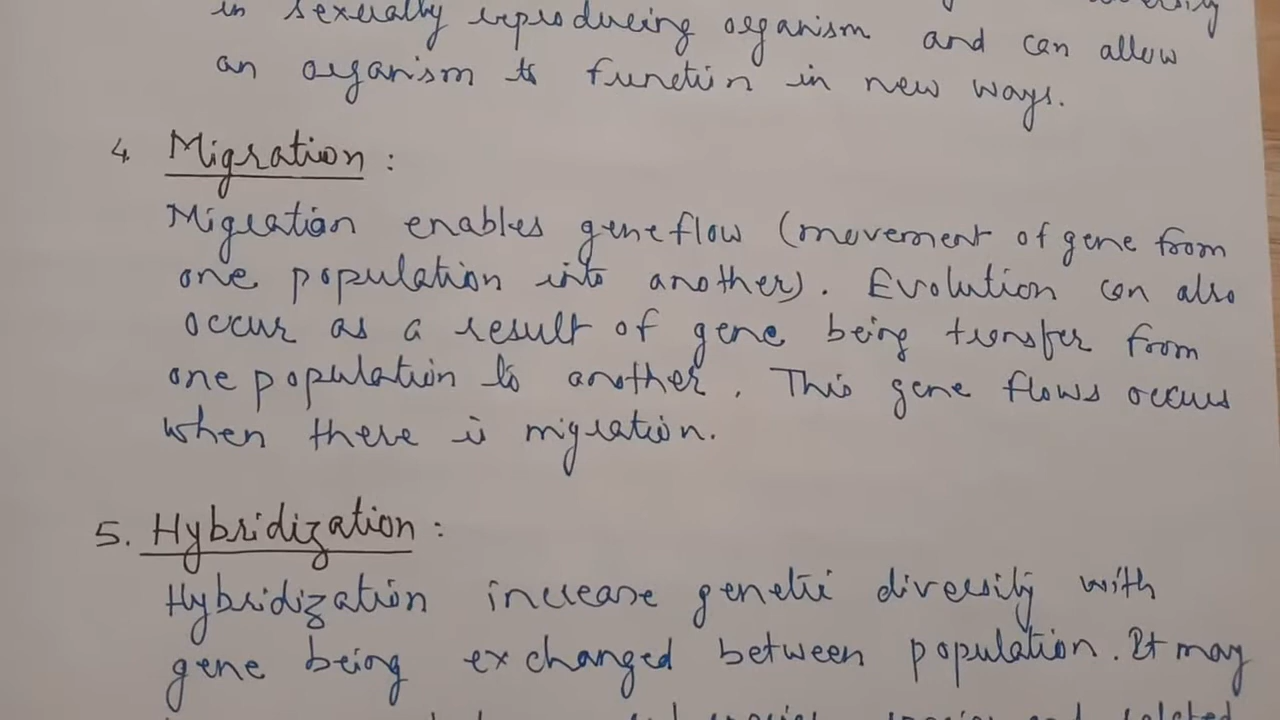 in sexually reproducing organism and can allow
an organism to function in new ways.
4. Migration :
Migration enables geneflow (movement of gene from
one population into another). Evolution can also
occur as a result of gene being transfer from
one population to another. This gene flows occurs
when there is migration.
5. Hybridization :
Hybridization increase genetic diversity with
gene being exchanged between population. It may